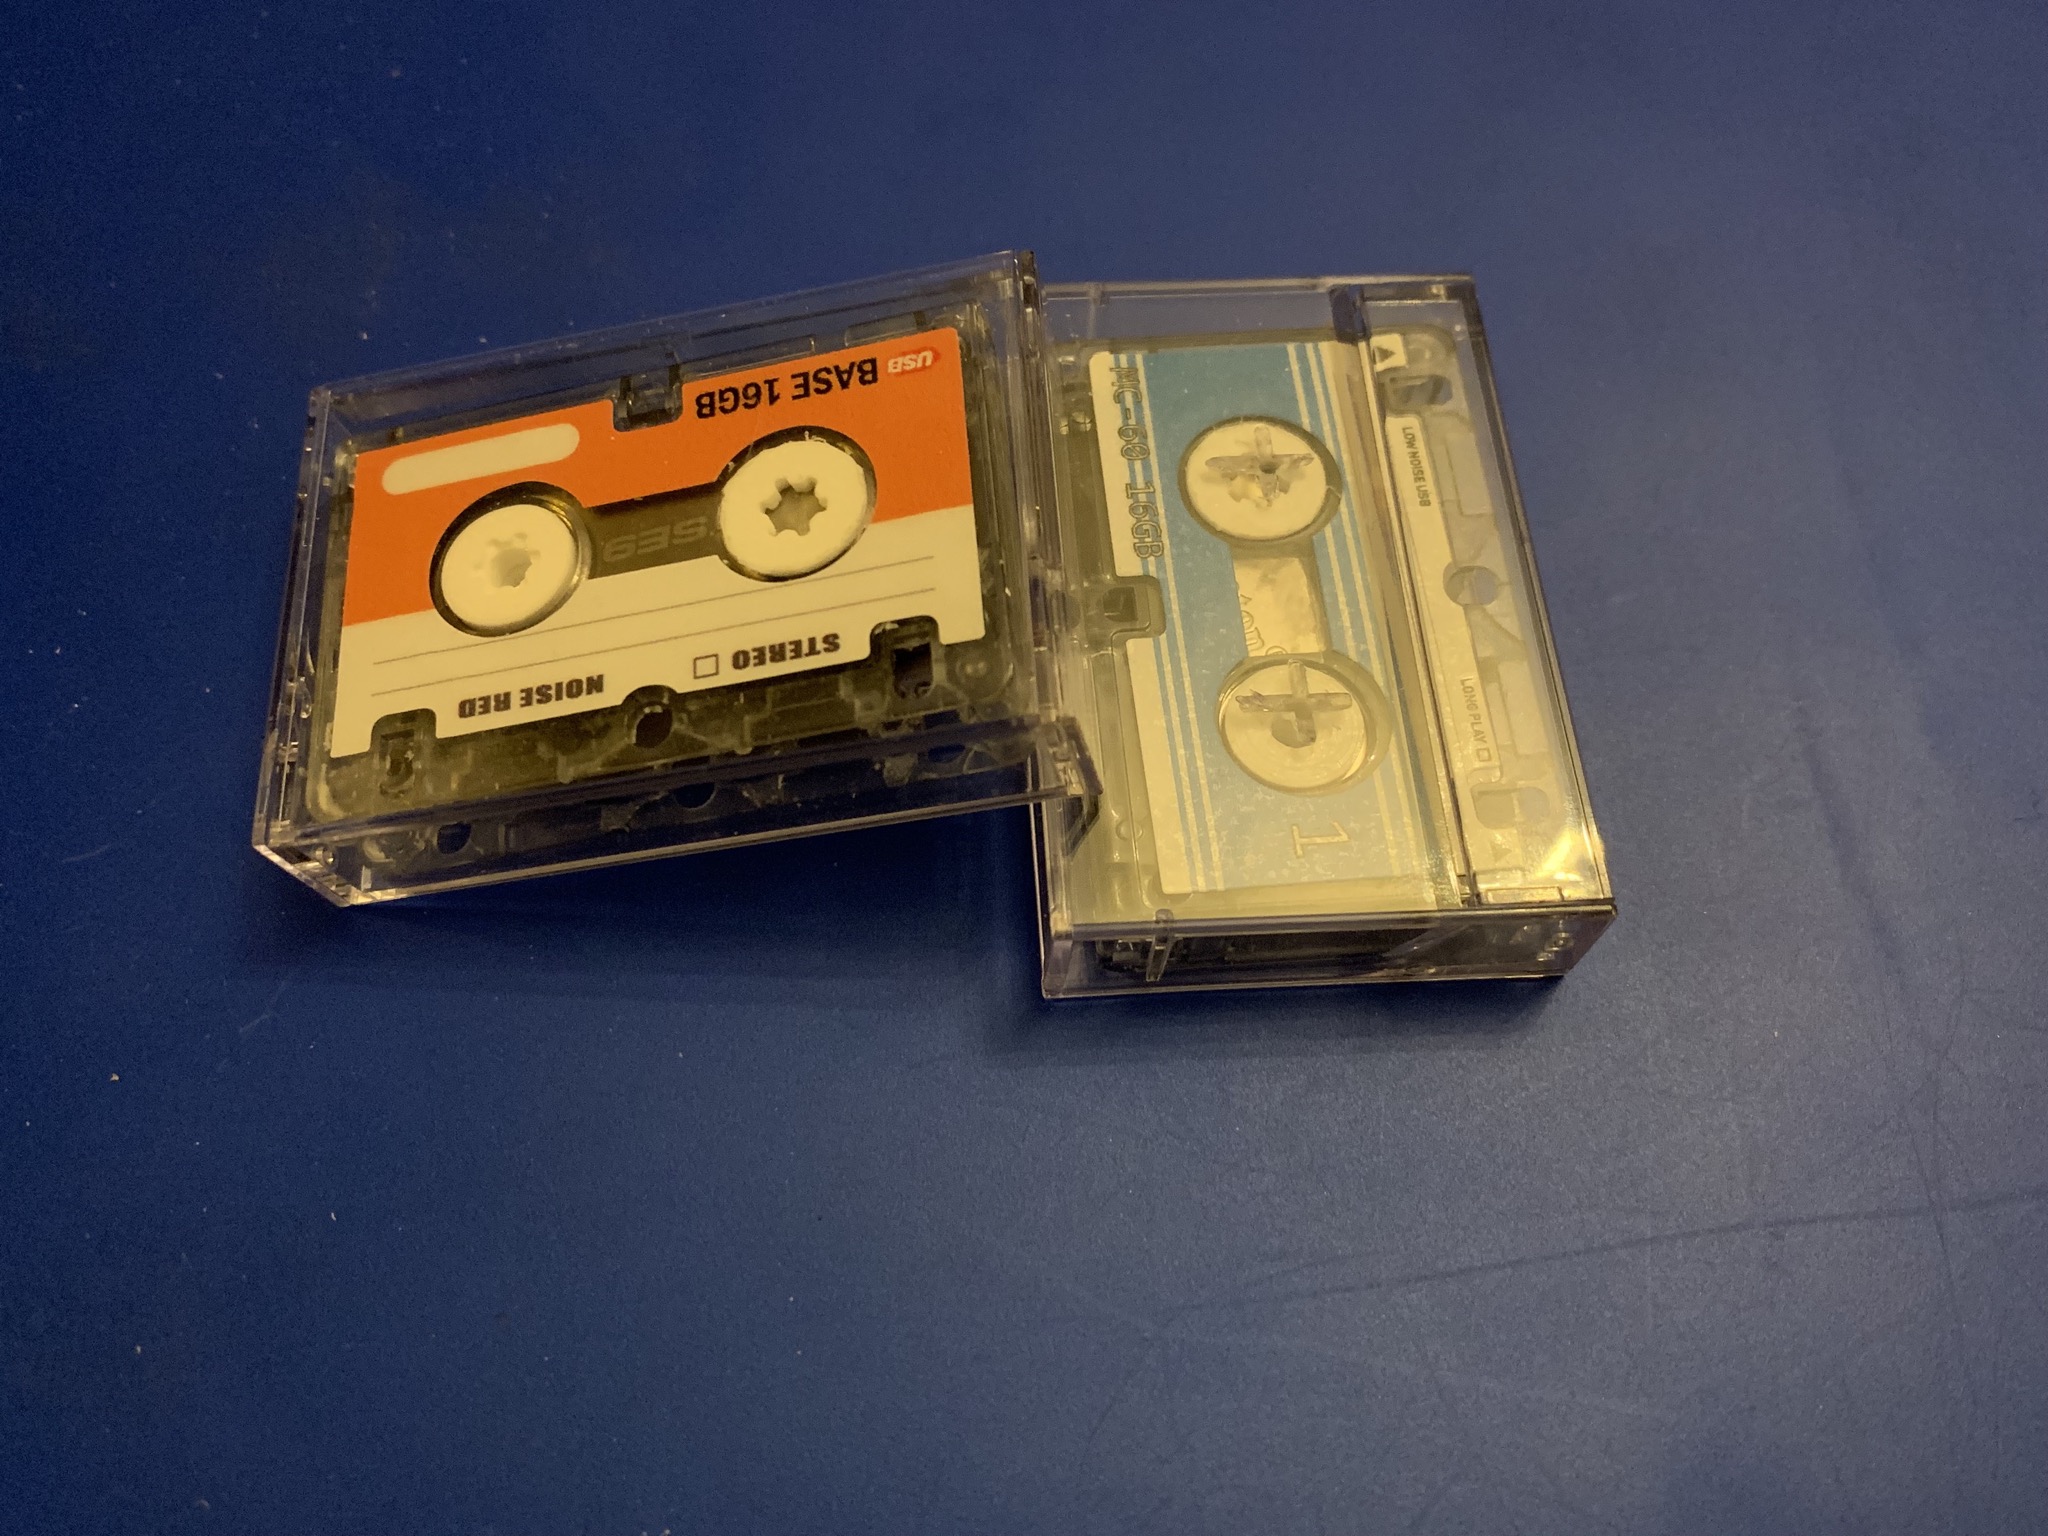 USB BASE 16GB
STEREO
NOISE RED
MC-60 16GB
1
LOW NOISE USB
LONG PLAY